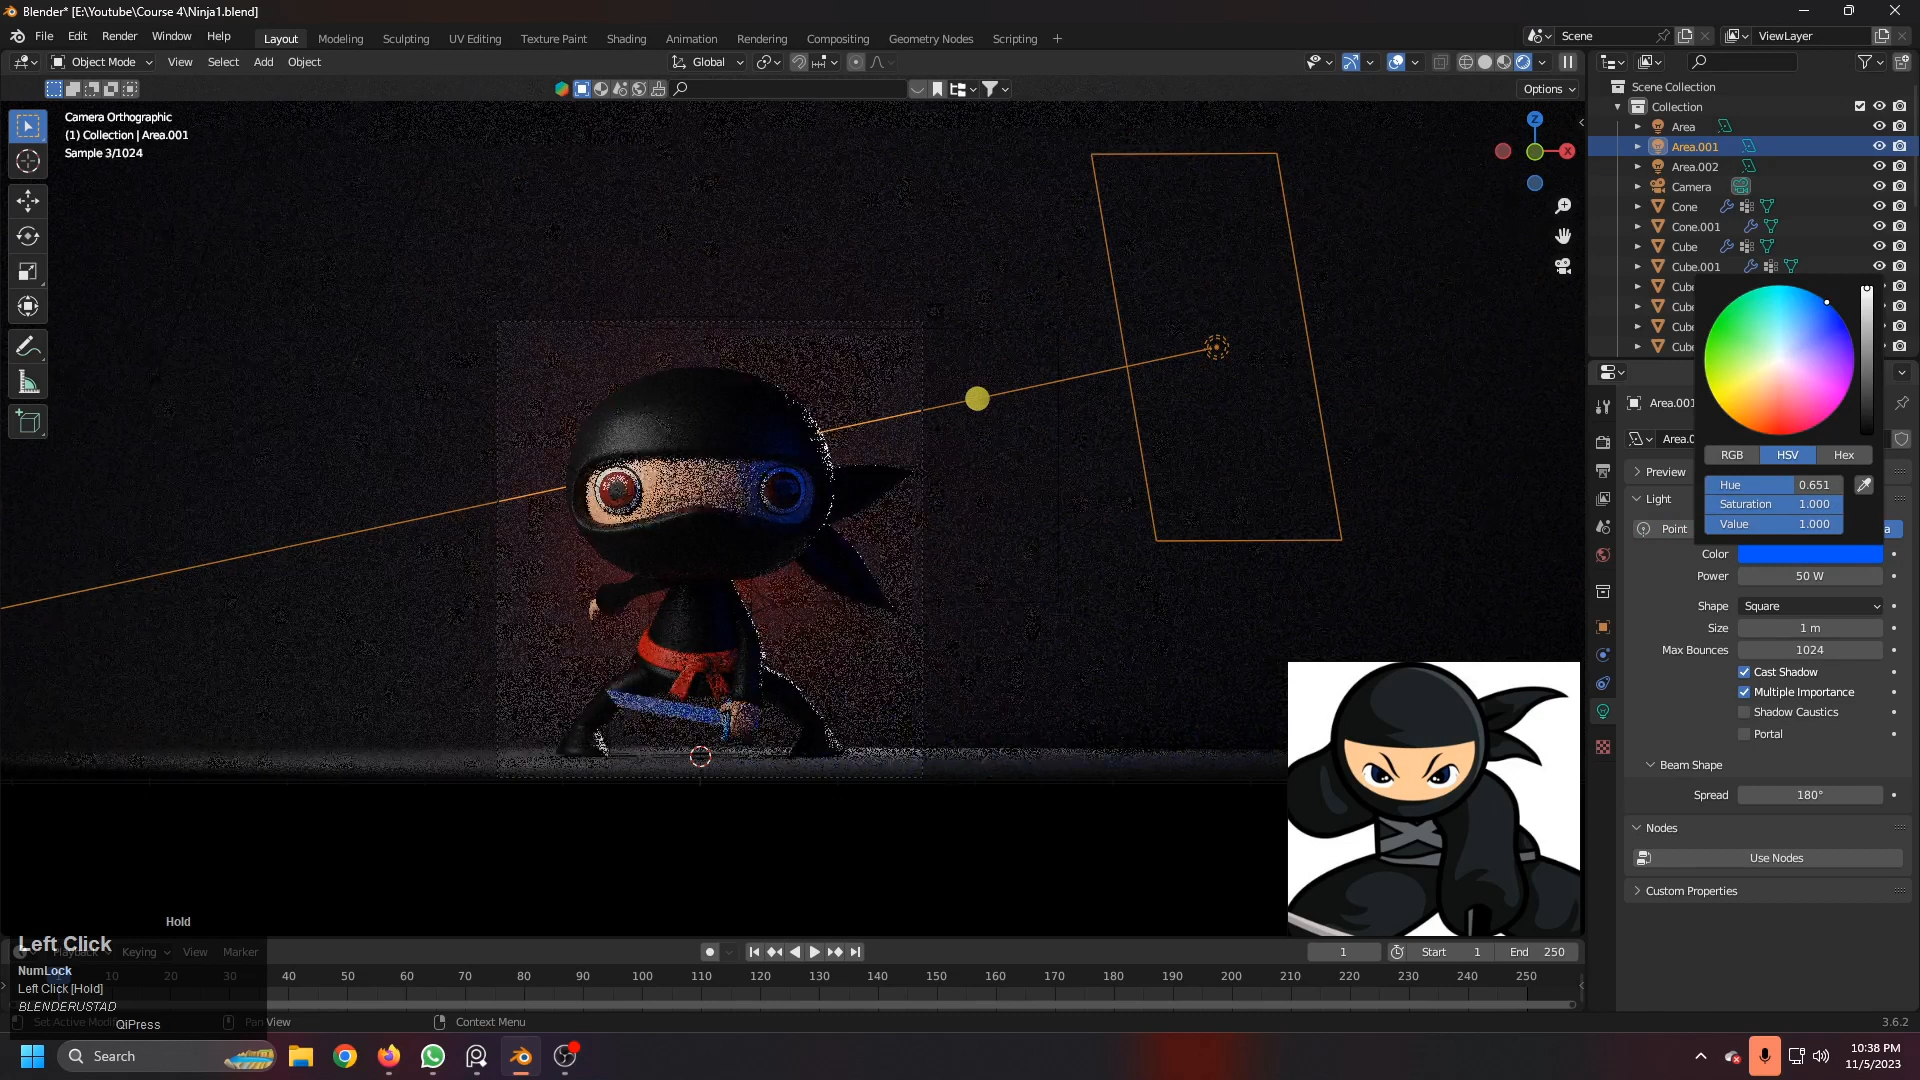 Blender* [E:\Youtube\Course 4\Ninja1.blend]
File Edit Render Window Help
Layout Modeling Sculpting UV Editing Texture Paint Shading Animation Rendering Compositing Geometry Nodes Scripting +
Scene
ViewLayer
Object Mode View Select Add Object
Global
Options
Camera Orthographic
(1) Collection | Area.001
Sample 3/1024
Z
X
Scene Collection
Collection
Area
Area.001
Area.002
Camera
Cone
Cone.001
Cube
Cube.001
Cube
Cube
Cube
Cube
Area.001
RGB HSV Hex
Hue 0.651
Saturation 1.000
Value 1.000
Preview
Light
Point
Color
Power 50 W
Shape Square
Size 1 m
Max Bounces 1024
Cast Shadow
Multiple Importance
Shadow Caustics
Portal
Beam Shape
Spread 180°
Nodes
Use Nodes
Custom Properties
Hold
Left Click
NumLock
Left Click [Hold]
BLENDERUSTAD
QiPress
Playback Keying View Marker
1
Start 1 End 250
10 20 30 40 50 60 70 80 90 100 110 120 130 140 150 160 170 180 190 200 210 220 230 240 250
Pan View
Context Menu
3.6.2
Search
10:38 PM
11/5/2023